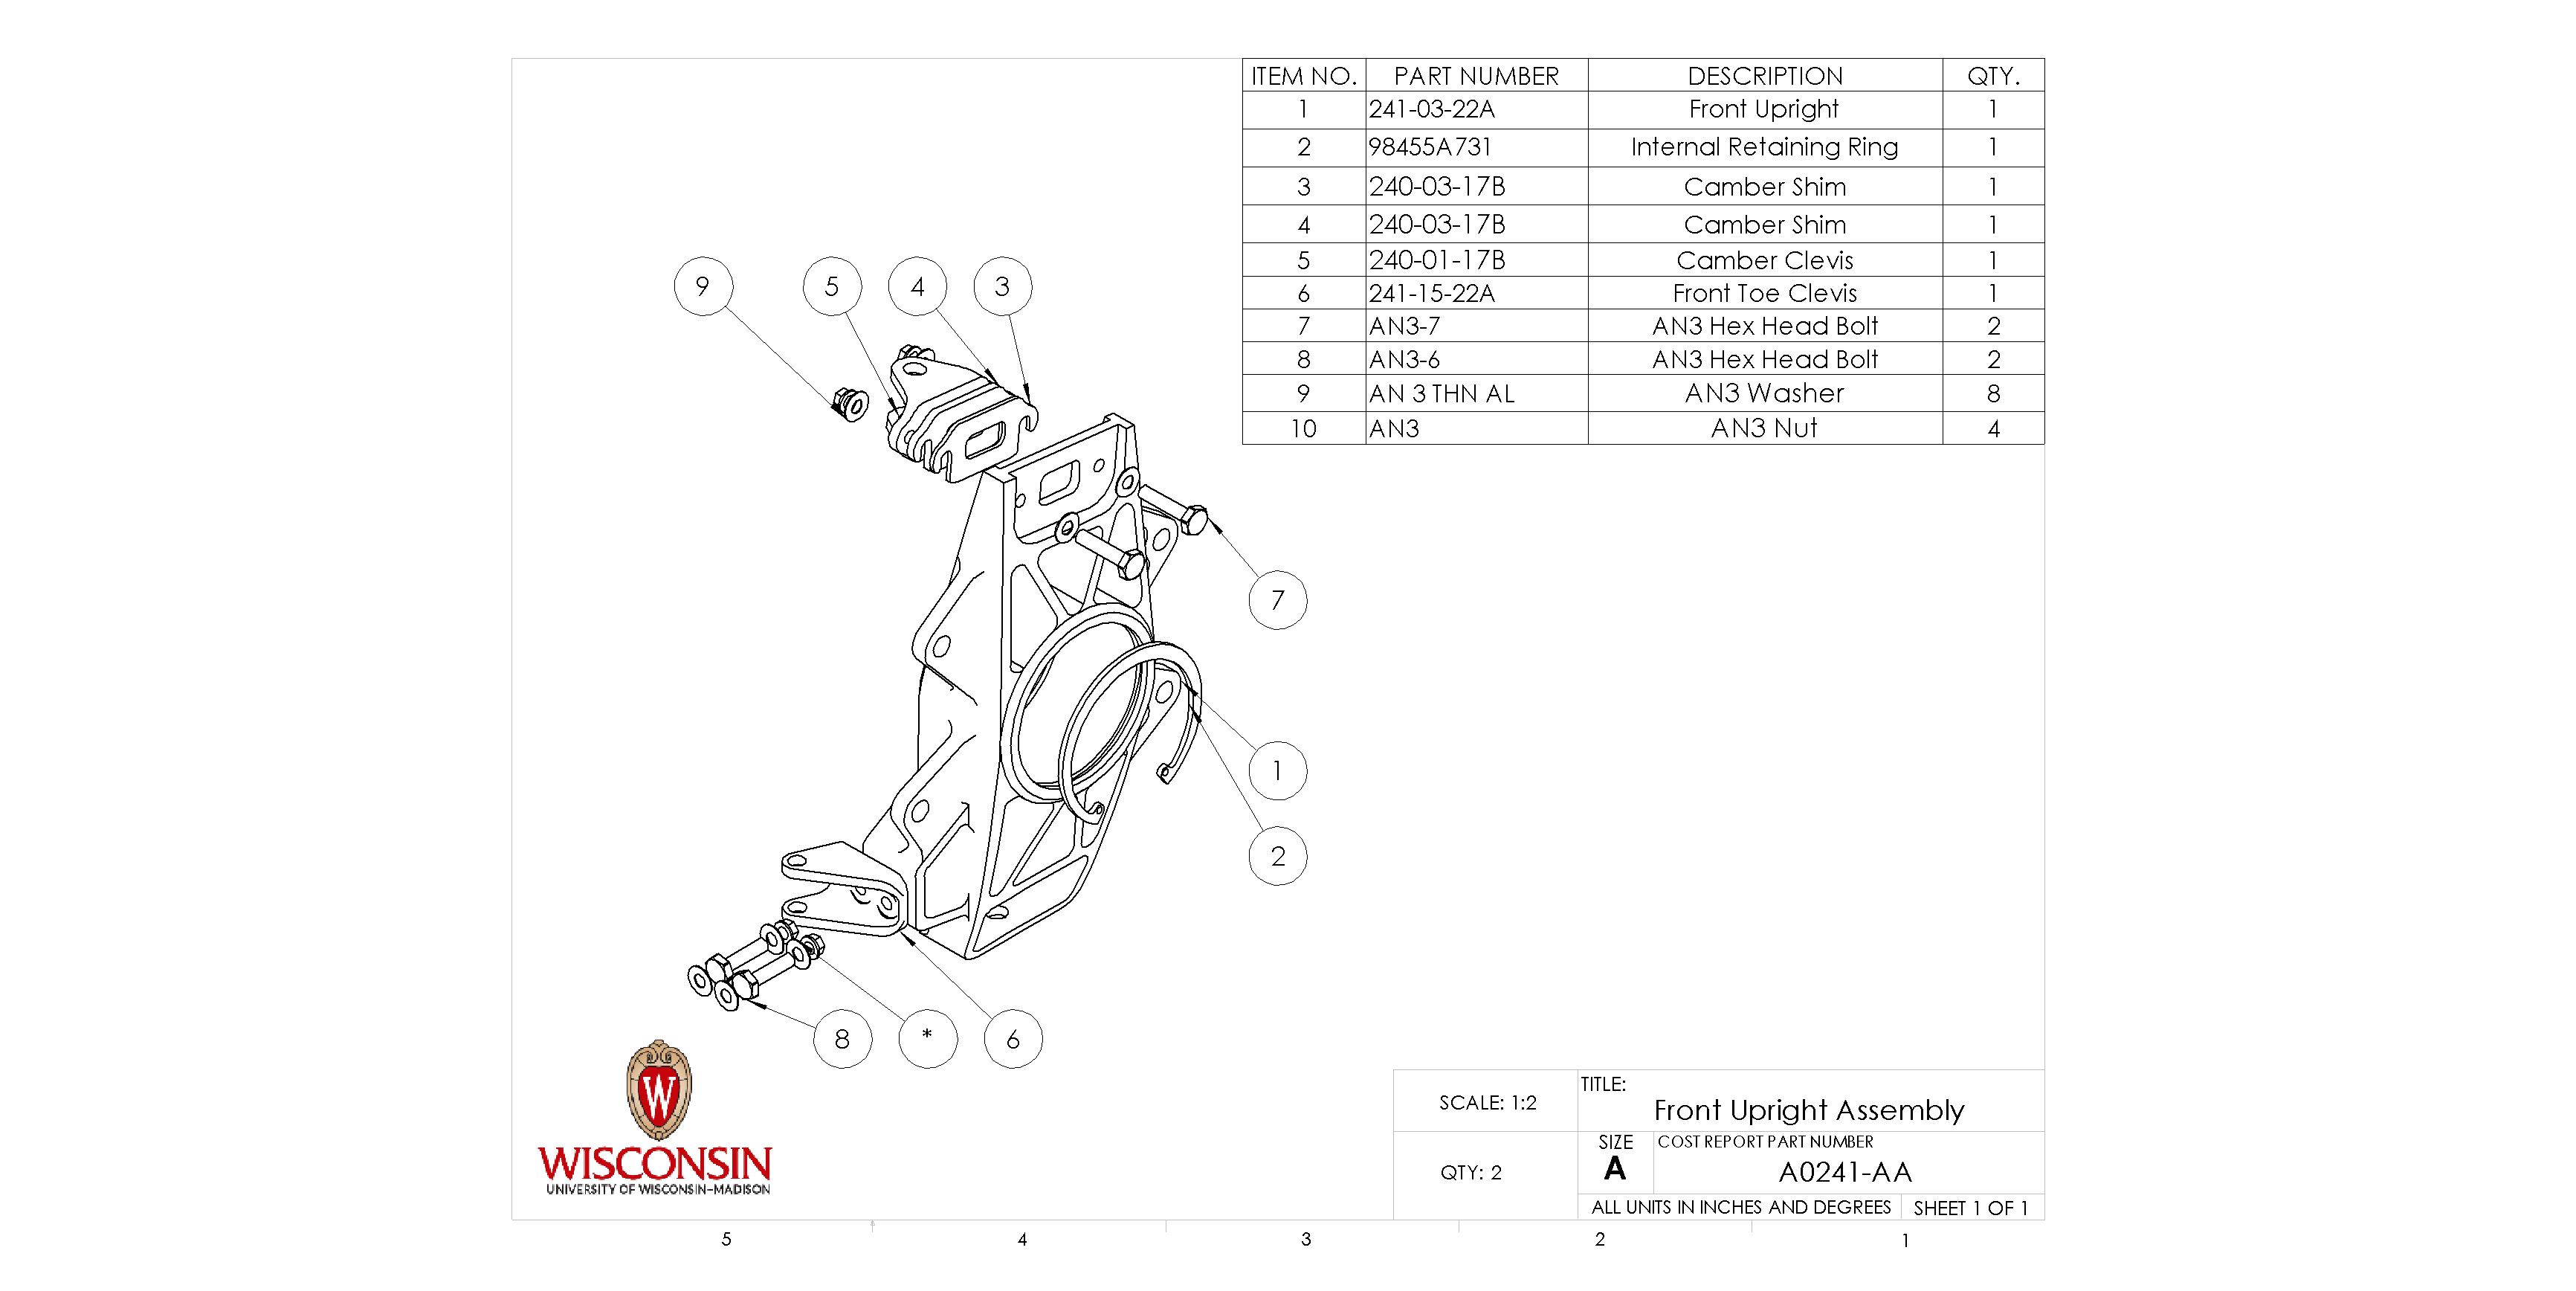 ITEM NO. PART NUMBER DESCRIPTION QTY.
1 241-03-22A Front Upright 1
2 98455A731 Internal Retaining Ring 1
3 240-03-17B Camber Shim 1
4 240-03-17B Camber Shim 1
5 240-01-17B Camber Clevis 1
6 241-15-22A Front Toe Clevis 1
7 AN3-7 AN3 Hex Head Bolt 2
8 AN3-6 AN3 Hex Head Bolt 2
9 AN 3 THN AL AN3 Washer 8
10 AN3 AN3 Nut 4
9 5 4 3
7
1
2
8 * 6
W
WISCONSIN
UNIVERSITY OF WISCONSIN-MADISON
SCALE: 1:2
TITLE:
Front Upright Assembly
QTY: 2
SIZE
A
COST REPORT PART NUMBER
A0241-AA
ALL UNITS IN INCHES AND DEGREES
SHEET 1 OF 1
5 4 3 2 1